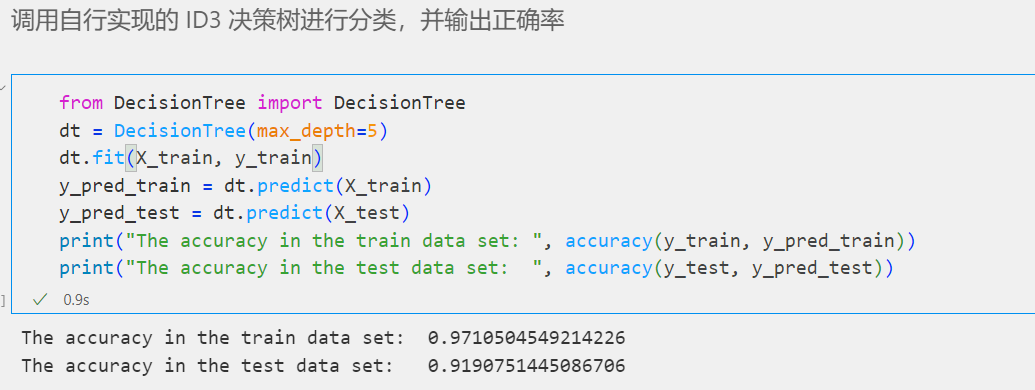 调用自行实现的 ID3 决策树进行分类，并输出正确率
from DecisionTree import DecisionTree
dt = DecisionTree(max_depth=5)
dt.fit(X_train, y_train)
y_pred_train = dt.predict(X_train)
y_pred_test = dt.predict(X_test)
print("The accuracy in the train data set: ", accuracy(y_train, y_pred_train))
print("The accuracy in the test data set:  ", accuracy(y_test, y_pred_test))
] ✓ 0.9s
The accuracy in the train data set:  0.9710504549214226
The accuracy in the test data set:   0.9190751445086706